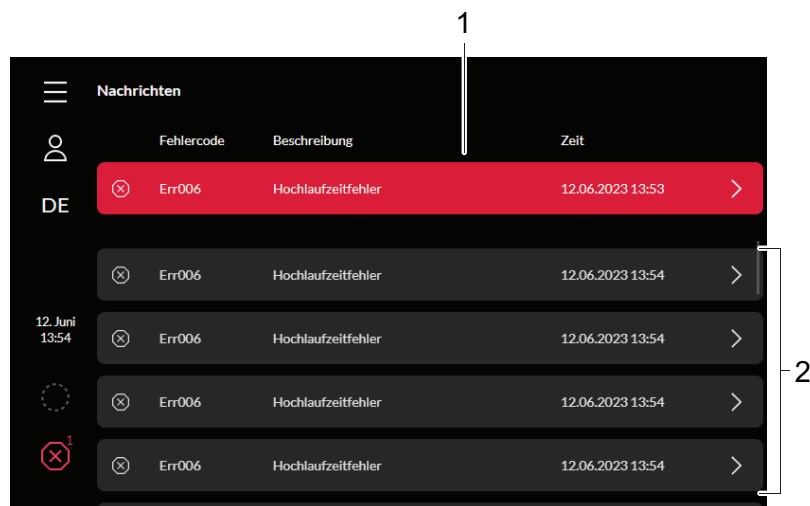 1
Nachrichten
Fehlercode Beschreibung Zeit
Err006 Hochlaufzeitfehler 12.06.2023 13:53
DE
Err006 Hochlaufzeitfehler 12.06.2023 13:54
12. Juni
13:54
Err006 Hochlaufzeitfehler 12.06.2023 13:54
2
Err006 Hochlaufzeitfehler 12.06.2023 13:54
1
Err006 Hochlaufzeitfehler 12.06.2023 13:54